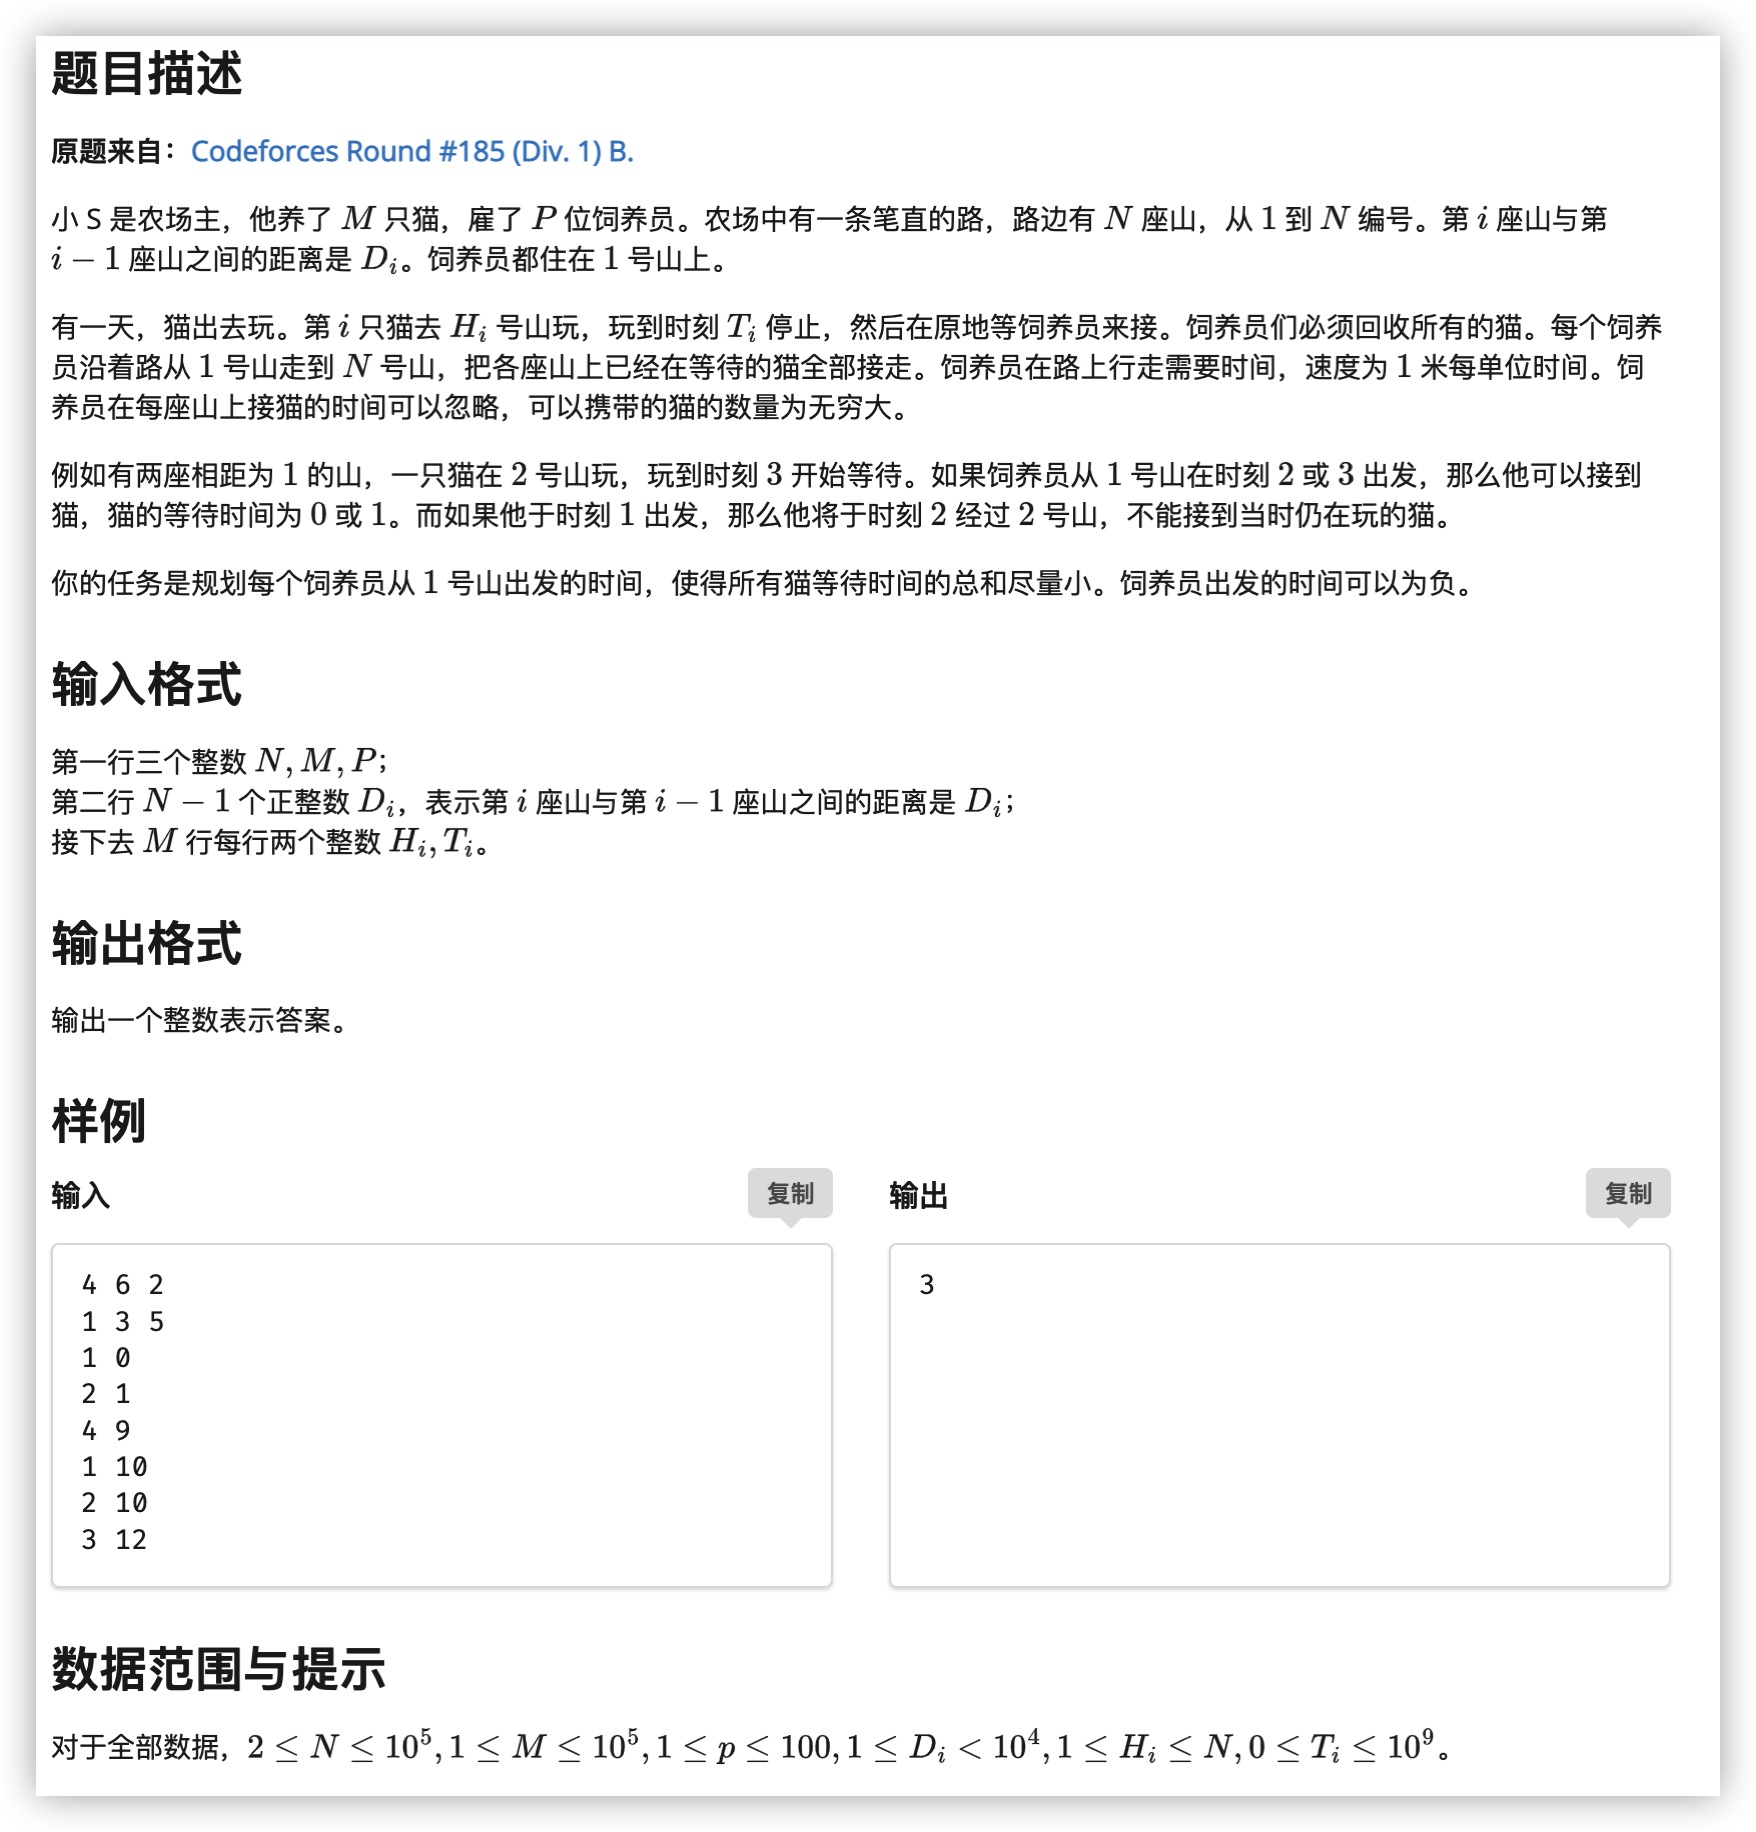 题目描述
原题来自：Codeforces Round #185 (Div. 1) B.
小 S 是农场主，他养了 M 只猫，雇了 P 位饲养员。农场中有一条笔直的路，路边有 N 座山，从 1 到 N 编号。第 i 座山与第
i − 1 座山之间的距离是 D_i。饲养员都住在 1 号山上。
有一天，猫出去玩。第 i 只猫去 H_i 号山玩，玩到时刻 T_i 停止，然后在原地等饲养员来接。饲养员们必须回收所有的猫。每个饲养
员沿着路从 1 号山走到 N 号山，把各座山上已经在等待的猫全部接走。饲养员在路上行走需要时间，速度为 1 米每单位时间。饲
养员在每座山上接猫的时间可以忽略，可以携带的猫的数量为无穷大。
例如有两座相距为 1 的山，一只猫在 2 号山玩，玩到时刻 3 开始等待。如果饲养员从 1 号山在时刻 2 或 3 出发，那么他可以接到
猫，猫的等待时间为 0 或 1。而如果他于时刻 1 出发，那么他将于时刻 2 经过 2 号山，不能接到当时仍在玩的猫。
你的任务是规划每个饲养员从 1 号山出发的时间，使得所有猫等待时间的总和尽量小。饲养员出发的时间可以为负。
输入格式
第一行三个整数 N, M, P；
第二行 N − 1 个正整数 D_i，表示第 i 座山与第 i − 1 座山之间的距离是 D_i；
接下去 M 行每行两个整数 H_i, T_i。
输出格式
输出一个整数表示答案。
样例
输入 复制 输出 复制
4 6 2
1 3 5
1 0
2 1
4 9
1 10
2 10
3 12
3
数据范围与提示
对于全部数据，2 ≤ N ≤ 10^5, 1 ≤ M ≤ 10^5, 1 ≤ p ≤ 100, 1 ≤ D_i < 10^4, 1 ≤ H_i ≤ N, 0 ≤ T_i ≤ 10^9。